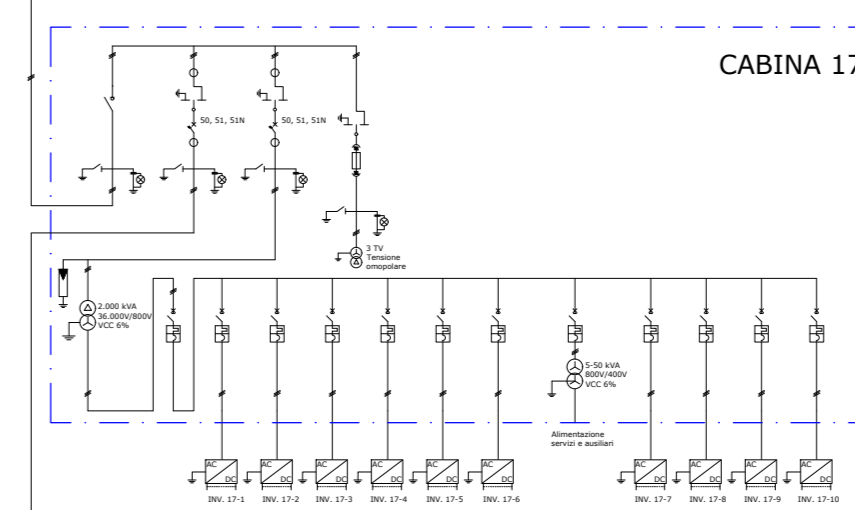 CABINA 17
50, 51, 51N
50, 51, 51N
3 TV
Tensione
omopolare
2.000 kVA
36.000V/800V
VCC 6%
5-50 kVA
800V/400V
VCC 6%
Alimentazione
servizi e ausiliari
AC
DC
AC
DC
AC
DC
AC
DC
AC
DC
AC
DC
AC
DC
AC
DC
AC
DC
AC
DC
INV. 17-1
INV. 17-2
INV. 17-3
INV. 17-4
INV. 17-5
INV. 17-6
INV. 17-7
INV. 17-8
INV. 17-9
INV. 17-10